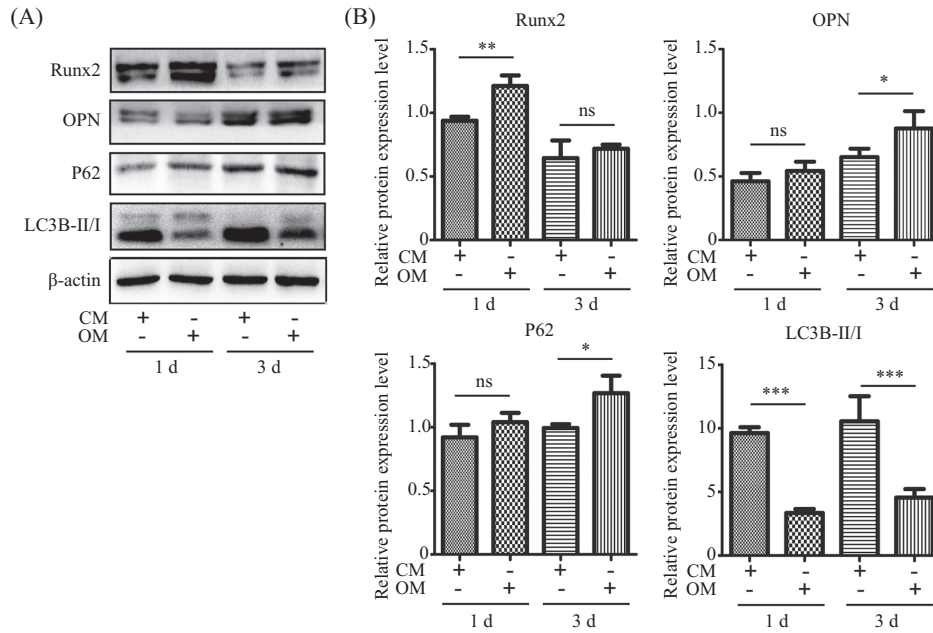 (A)
Runx2
OPN
P62
LC3B-II/I
β-actin
CM + - + -
OM - + - +
1 d 3 d
(B)
Runx2
Relative protein expression level
1.5
1.0
0.5
0
**
ns
CM + - + -
OM - + - +
1 d 3 d
OPN
Relative protein expression level
1.5
1.0
0.5
0
ns
*
CM + - + -
OM - + - +
1 d 3 d
P62
Relative protein expression level
1.5
1.0
0.5
0
ns
*
CM + - + -
OM - + - +
1 d 3 d
LC3B-II/I
Relative protein expression level
15
10
5
0
***
***
CM + - + -
OM - + - +
1 d 3 d